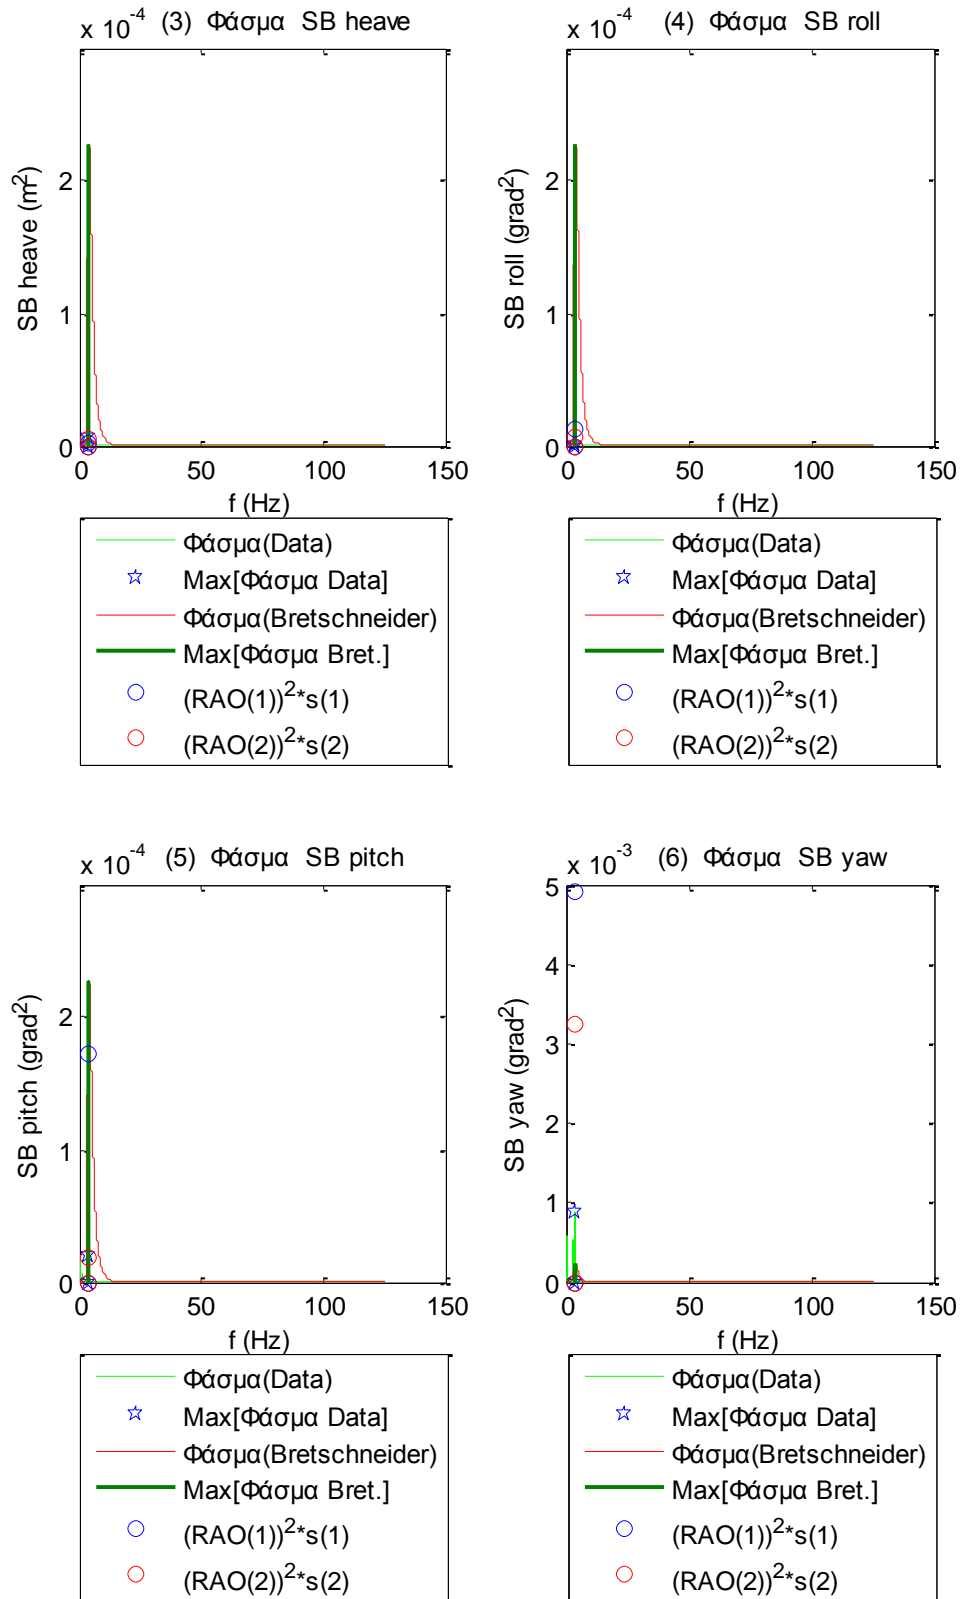 x 10^-4 (3) Φάσμα SB heave
SB heave (m^2)
2
1
0
0 50 100 150
f (Hz)
Φάσμα(Data)
Max[Φάσμα Data]
Φάσμα(Bretschneider)
Max[Φάσμα Bret.]
(RAO(1))^2*s(1)
(RAO(2))^2*s(2)
x 10^-4 (4) Φάσμα SB roll
SB roll (grad^2)
2
1
0
0 50 100 150
f (Hz)
Φάσμα(Data)
Max[Φάσμα Data]
Φάσμα(Bretschneider)
Max[Φάσμα Bret.]
(RAO(1))^2*s(1)
(RAO(2))^2*s(2)
x 10^-4 (5) Φάσμα SB pitch
SB pitch (grad^2)
2
1
0
0 50 100 150
f (Hz)
Φάσμα(Data)
Max[Φάσμα Data]
Φάσμα(Bretschneider)
Max[Φάσμα Bret.]
(RAO(1))^2*s(1)
(RAO(2))^2*s(2)
x 10^-3 (6) Φάσμα SB yaw
SB yaw (grad^2)
5
4
3
2
1
0
0 50 100 150
f (Hz)
Φάσμα(Data)
Max[Φάσμα Data]
Φάσμα(Bretschneider)
Max[Φάσμα Bret.]
(RAO(1))^2*s(1)
(RAO(2))^2*s(2)